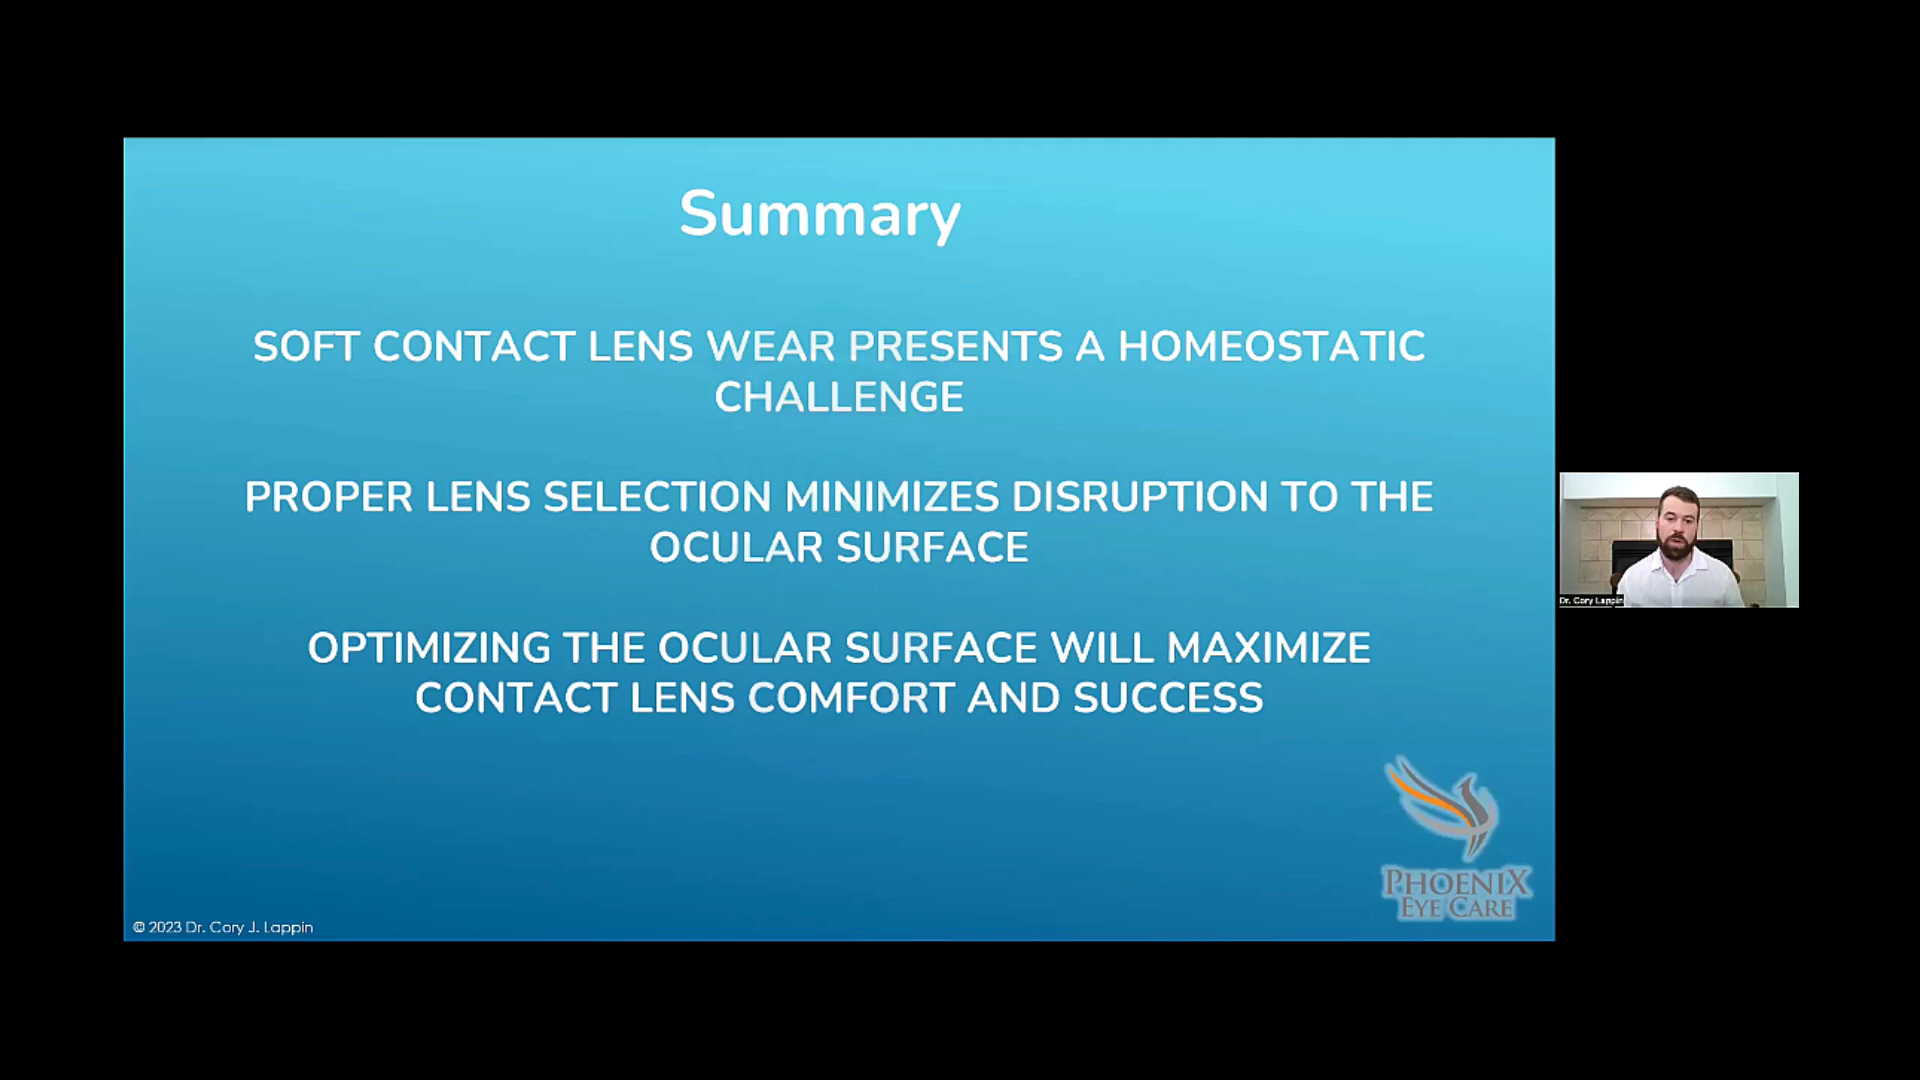 Summary
SOFT CONTACT LENS WEAR PRESENTS A HOMEOSTATIC
CHALLENGE
PROPER LENS SELECTION MINIMIZES DISRUPTION TO THE
OCULAR SURFACE
OPTIMIZING THE OCULAR SURFACE WILL MAXIMIZE
CONTACT LENS COMFORT AND SUCCESS
PHOENIX
EYE CARE
© 2023 Dr. Cory J. Lappin
Dr. Cory Lappin